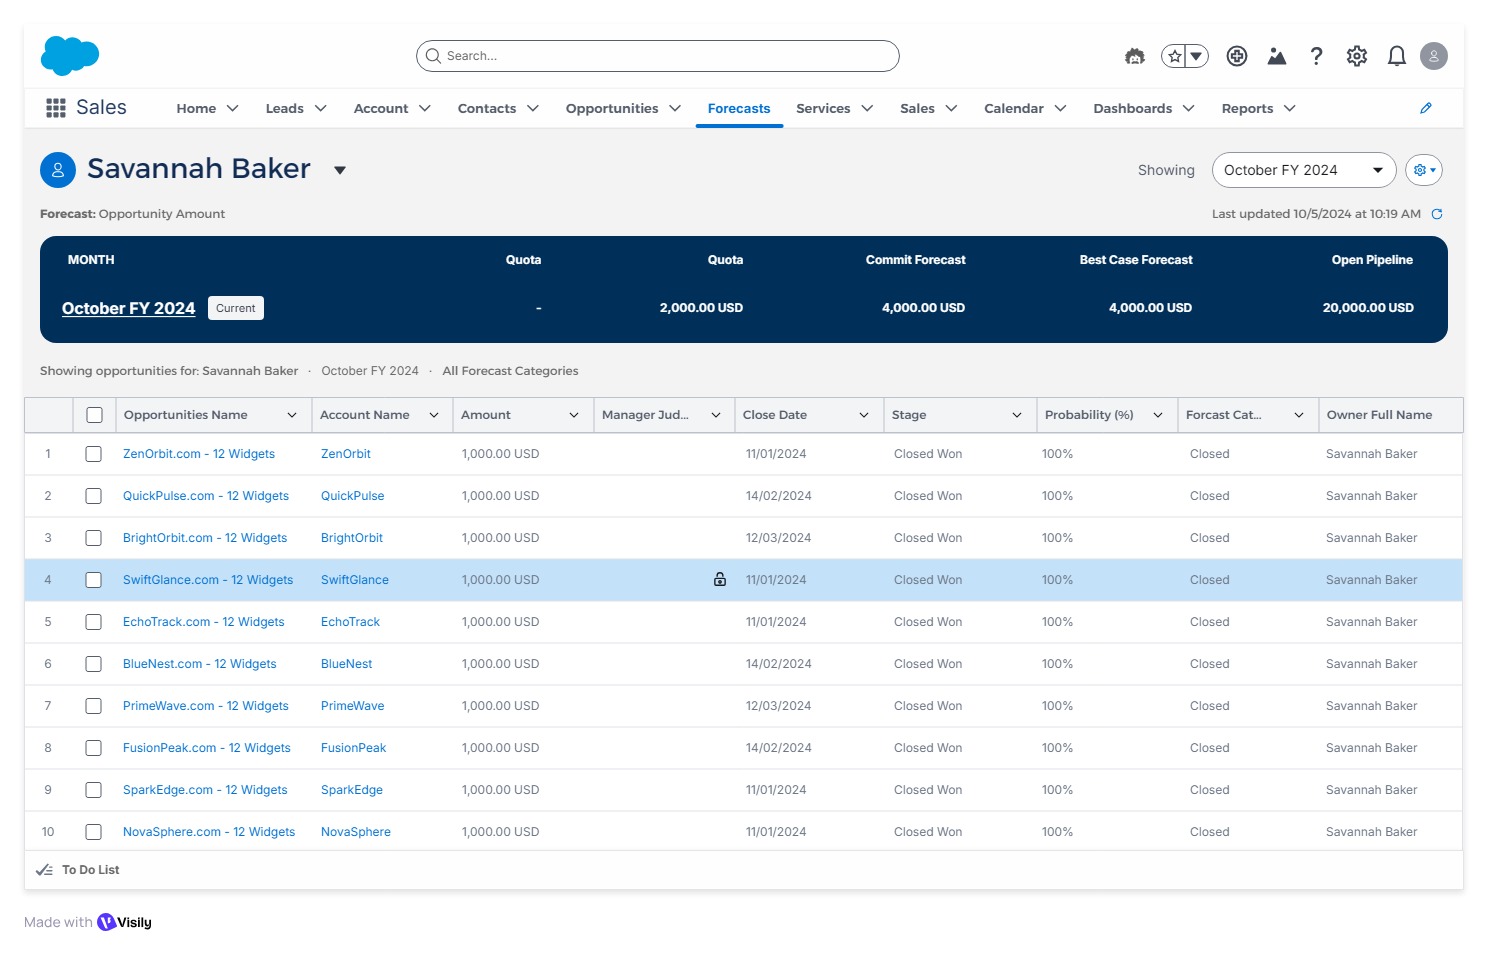 Search...
Sales Home Leads Account Contacts Opportunities Forecasts Services Sales Calendar Dashboards Reports
Savannah Baker
Showing October FY 2024
Forecast: Opportunity Amount
Last updated 10/5/2024 at 10:19 AM
MONTH Quota Quota Commit Forecast Best Case Forecast Open Pipeline
October FY 2024 Current - 2,000.00 USD 4,000.00 USD 4,000.00 USD 20,000.00 USD
Showing opportunities for: Savannah Baker · October FY 2024 · All Forecast Categories
Opportunities Name Account Name Amount Manager Jud... Close Date Stage Probability (%) Forcast Cat... Owner Full Name
1 ZenOrbit.com - 12 Widgets ZenOrbit 1,000.00 USD 11/01/2024 Closed Won 100% Closed Savannah Baker
2 QuickPulse.com - 12 Widgets QuickPulse 1,000.00 USD 14/02/2024 Closed Won 100% Closed Savannah Baker
3 BrightOrbit.com - 12 Widgets BrightOrbit 1,000.00 USD 12/03/2024 Closed Won 100% Closed Savannah Baker
4 SwiftGlance.com - 12 Widgets SwiftGlance 1,000.00 USD 11/01/2024 Closed Won 100% Closed Savannah Baker
5 EchoTrack.com - 12 Widgets EchoTrack 1,000.00 USD 11/01/2024 Closed Won 100% Closed Savannah Baker
6 BlueNest.com - 12 Widgets BlueNest 1,000.00 USD 14/02/2024 Closed Won 100% Closed Savannah Baker
7 PrimeWave.com - 12 Widgets PrimeWave 1,000.00 USD 12/03/2024 Closed Won 100% Closed Savannah Baker
8 FusionPeak.com - 12 Widgets FusionPeak 1,000.00 USD 14/02/2024 Closed Won 100% Closed Savannah Baker
9 SparkEdge.com - 12 Widgets SparkEdge 1,000.00 USD 11/01/2024 Closed Won 100% Closed Savannah Baker
10 NovaSphere.com - 12 Widgets NovaSphere 1,000.00 USD 11/01/2024 Closed Won 100% Closed Savannah Baker
To Do List
Made with Visily